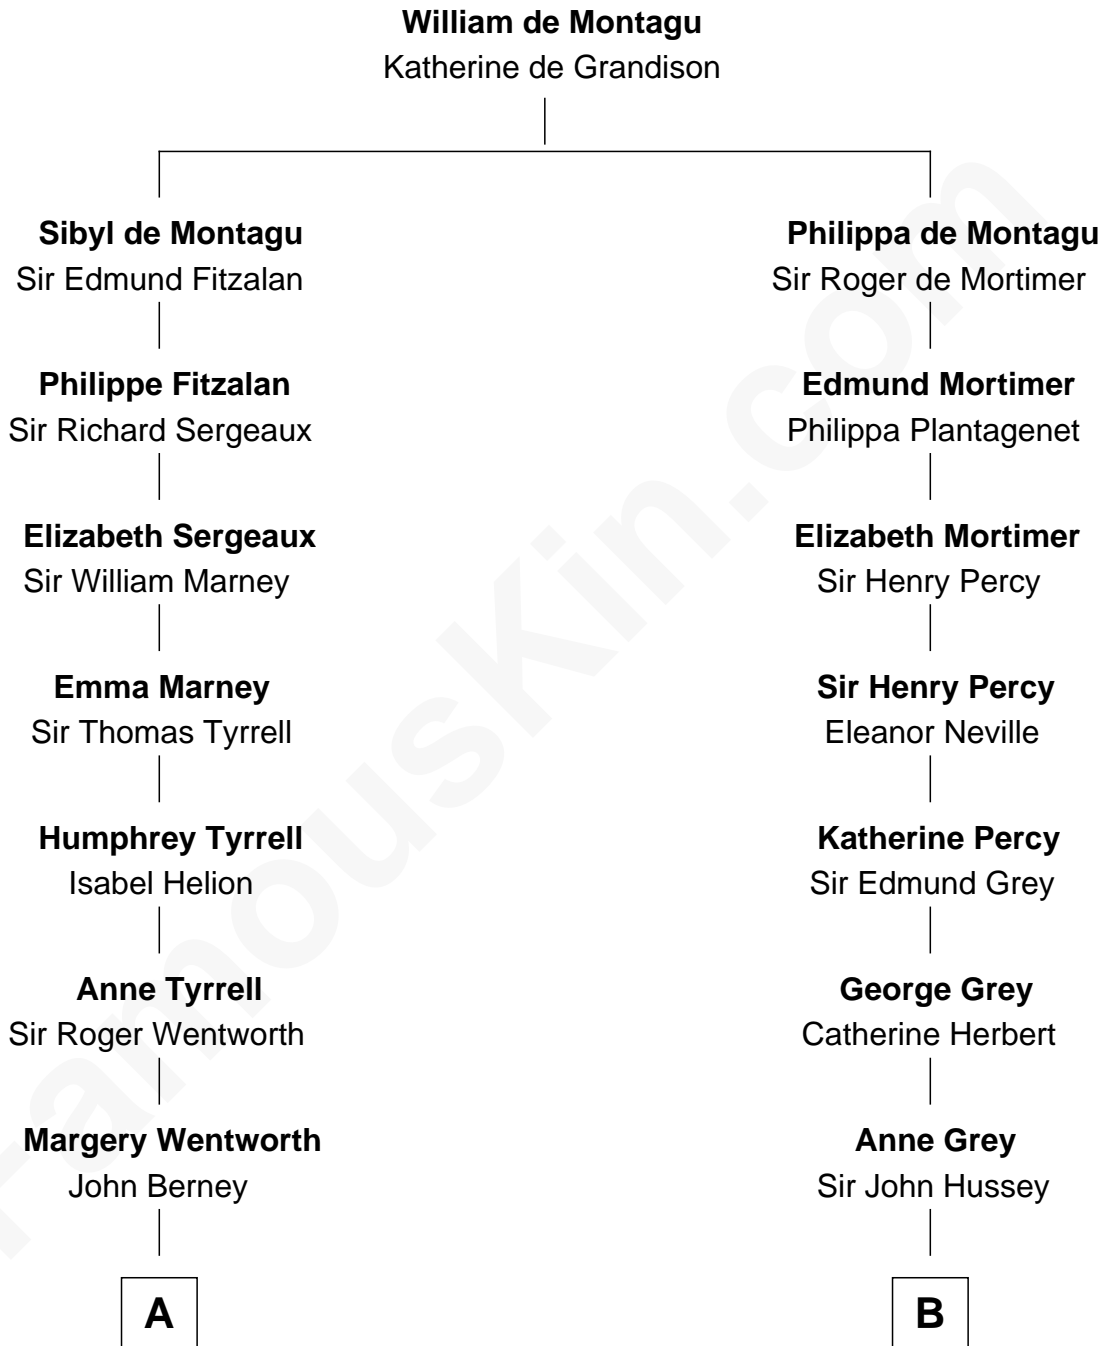 William de Montagu
Katherine de Grandison
Sibyl de Montagu
Sir Edmund Fitzalan
Philippa de Montagu
Sir Roger de Mortimer
Philippe Fitzalan
Sir Richard Sergeaux
Edmund Mortimer
Philippa Plantagenet
Elizabeth Sergeaux
Sir William Marney
Elizabeth Mortimer
Sir Henry Percy
Emma Marney
Sir Thomas Tyrrell
Sir Henry Percy
Eleanor Neville
Humphrey Tyrrell
Isabel Helion
Katherine Percy
Sir Edmund Grey
Anne Tyrrell
Sir Roger Wentworth
George Grey
Catherine Herbert
Margery Wentworth
John Berney
Anne Grey
Sir John Hussey
A
B
FamousKin.com